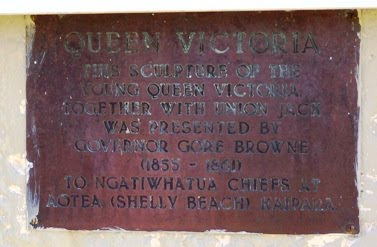 QUEEN VICTORIA
THIS SCULPTURE OF THE
YOUNG QUEEN VICTORIA
TOGETHER WITH UNION JACK
WAS PRESENTED BY
GOVERNOR GORE BROWNE
(1855 - 1861)
TO NGATIWHATUA CHIEFS AT
AOTEA (SHELLY BEACH) KAIPARA